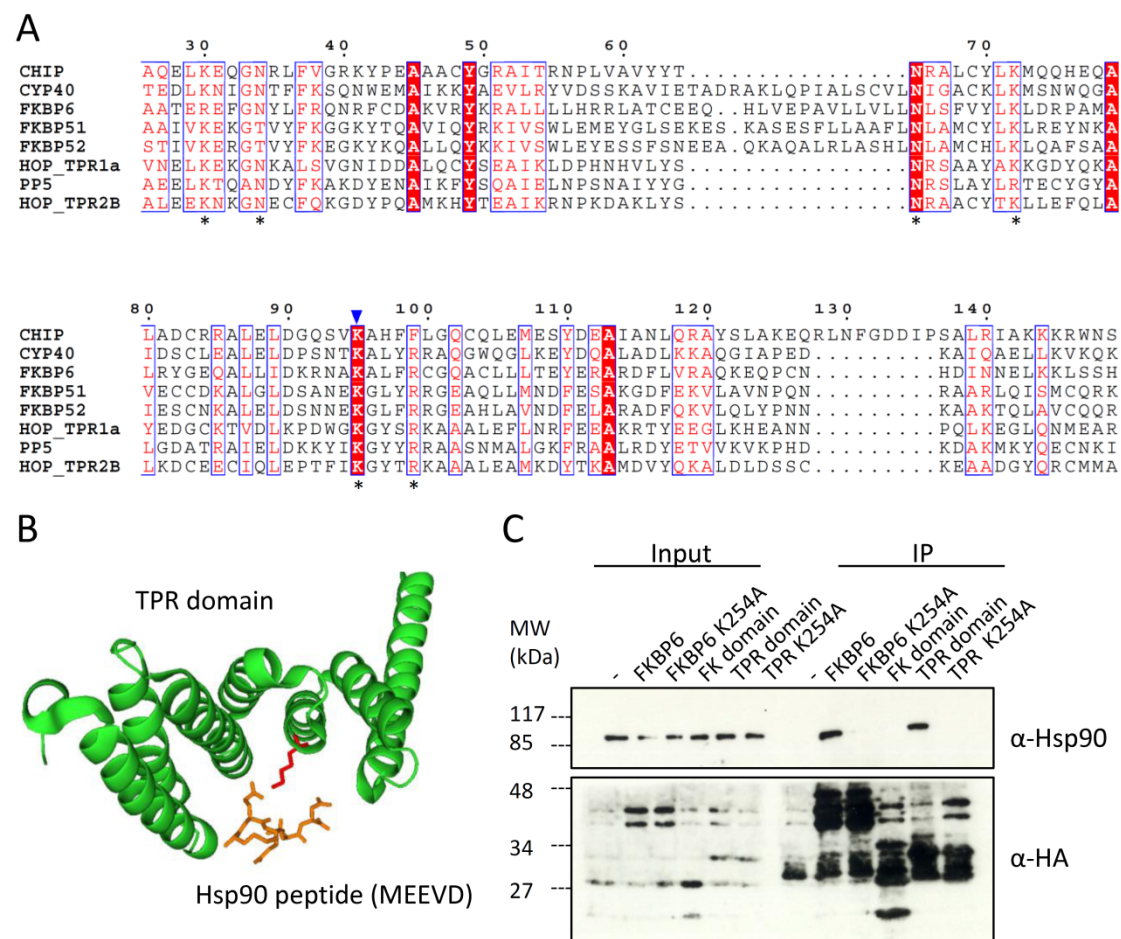 A
30 40 50 60 70
CHIP AQELKEQGNRLFVGRKYPEAAACYGRAITRNPLVAVYYT................NRALCYLKMQQHEQA
CYP40 TEDLKNIGNTFFKSQNWEMAIKKYAEVLRYVDSSKAVIETADRAKLQPIALSCVLNIGACKLKMSNWQGA
FKBP6 AATEREFGNYLFRQNRFCDAKVRYKRALLLLHRRLATCEEQ..HLVEPAVLLVLLNLSFVYLKLDRPAMA
FKBP51 AAIVKEKGTVYFKGGKYTQAVIQYRKIVSWLEMEYGLSEKES.KASESFLLAAFLNLAMCYLKLREYNKA
FKBP52 STIVKERGTVYFKEGKYKQALLQYKKIVSWLEYESSFSNEEA.QKAQALRLASHLNLAMCHLKLQAFSAA
HOP_TPR1a VNELKEKGNKALSVGNIDDALQCYSEAIKLDPHNHVLYS................NRSAAYAKKGDYQKA
PP5 AEELKTQANDYFKAKDYENAIKFYSQAIELNPSNAIYYG................NRSLAYLRTECYGYA
HOP_TPR2B ALEEKNKGNECFQKGDYPQAMKHYTEAIKRNPKDAKLYS................NRAACYTKLLEFQLA
* * * *
80 90 100 110 120 130 140
CHIP LADCRRALELDGQSVKAHFFLGQCQLEMESYDEAIANLQRAYSLAKEQRLNFGDDIPSALRIAKKKRWNS
CYP40 IDSCLEALELDPSNTKALYRRAQGWQGLKEYDQALADLKKAQGIAPED.........KAIQAELLKVKQK
FKBP6 LRYGEQALLIDKRNAKALFRCGQACLLLTEYERARDFLVRAQKEQPCN.........HDINNELKKLSSH
FKBP51 VECCDKALGLDSANEKGLYRRGEAQLLMNDFESAKGDFEKVLAVNPQN.........RAARLQISMCQRK
FKBP52 IESCNKALELDSNNEKGLFRRGEAHLAVNDFELARADFQKVLQLYPNN.........KAAKTQLAVCQQR
HOP_TPR1a YEDGCKTVDLKPDWGKGYSRKAAALEFLNRFEEAKRTYEEGLKHEANN.........PQLKEGLQNMEAR
PP5 LGDATRAIELDKKYIKGYYRRAASNMALGKFRAALRDYETVVKVKPHD.........KDAKMKYQECNKI
HOP_TPR2B LKDCEECIQLEPTFIKGYTRKAAALEAMKDYTKAMDVYQKALDLDSSC.........KEAADGYQRCMMA
* *
B
TPR domain
Hsp90 peptide (MEEVD)
C
Input IP
MW
(kDa)
- FKBP6 FKBP6 K254A FK domain TPR domain TPR K254A - FKBP6 FKBP6 K254A FK domain TPR domain TPR K254A
117
85
α-Hsp90
48
34
27
α-HA